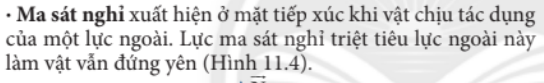 · Ma sát nghỉ xuất hiện ở mặt tiếp xúc khi vật chịu tác dụng
của một lực ngoài. Lực ma sát nghỉ triệt tiêu lực ngoài này
làm vật vẫn đứng yên (Hình 11.4).